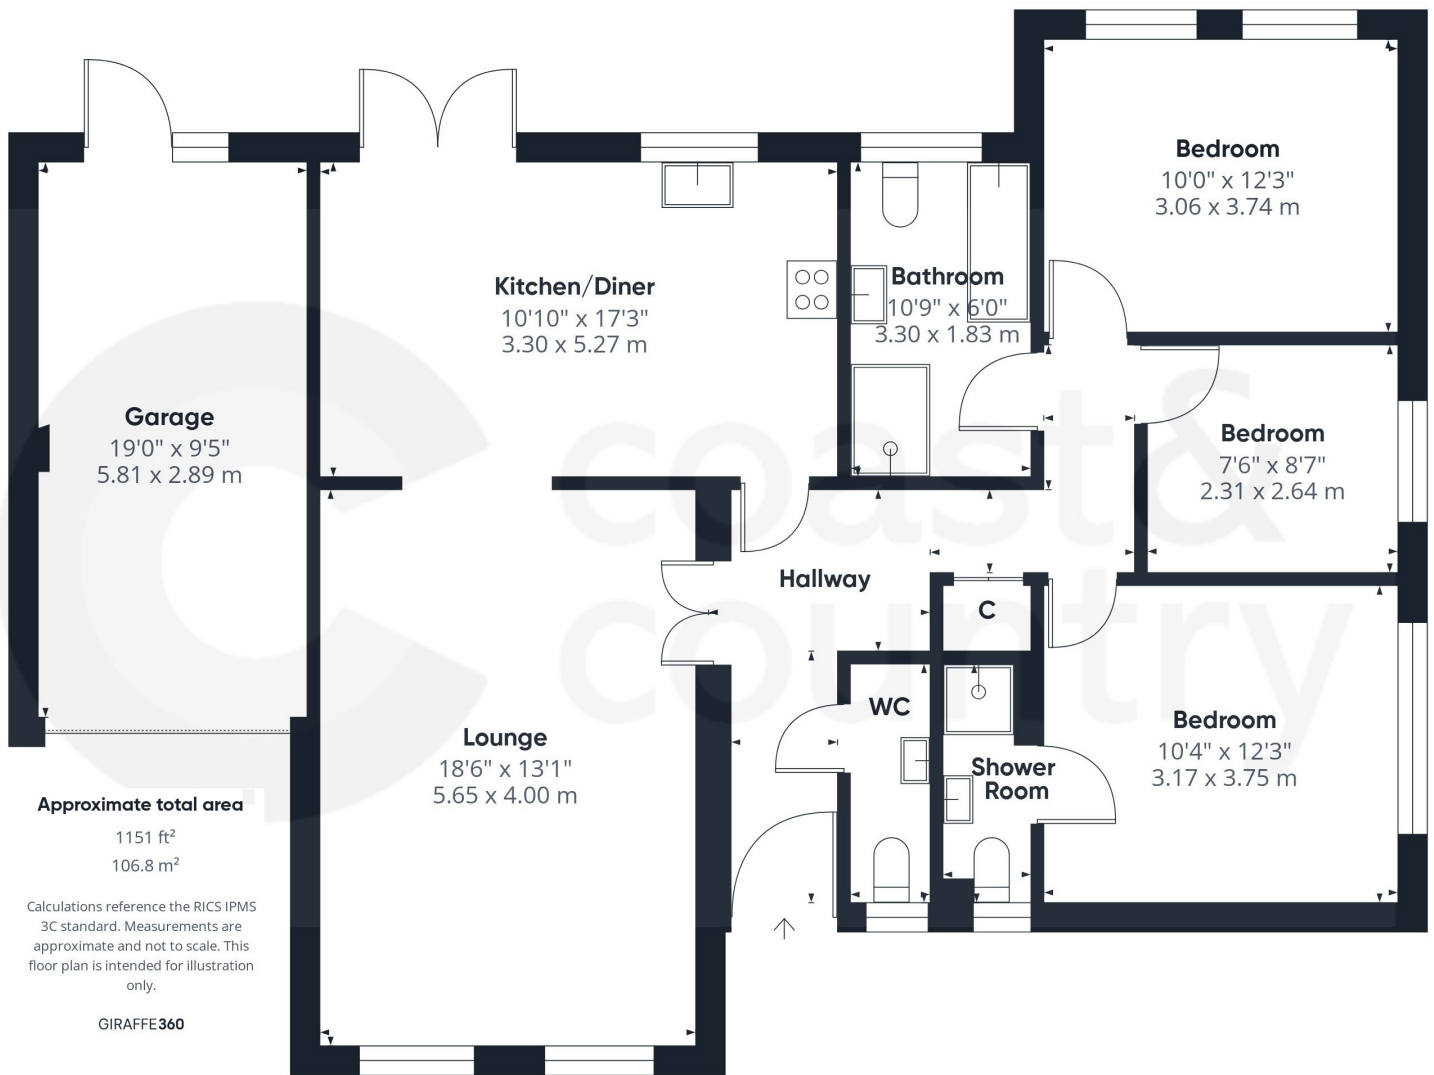 Bedroom
10'0" x 12'3"
3.06 x 3.74 m
Kitchen/Diner
10'10" x 17'3"
3.30 x 5.27 m
Bathroom
10'9" x 6'0"
3.30 x 1.83 m
Garage
19'0" x 9'5"
5.81 x 2.89 m
Bedroom
7'6" x 8'7"
2.31 x 2.64 m
coast&
country
Hallway
C
WC
Lounge
18'6" x 13'1"
5.65 x 4.00 m
Shower
Room
Bedroom
10'4" x 12'3"
3.17 x 3.75 m
Approximate total area
1151 ft²
106.8 m²
Calculations reference the RICS IPMS
3C standard. Measurements are
approximate and not to scale. This
floor plan is intended for illustration
only.
GIRAFFE360